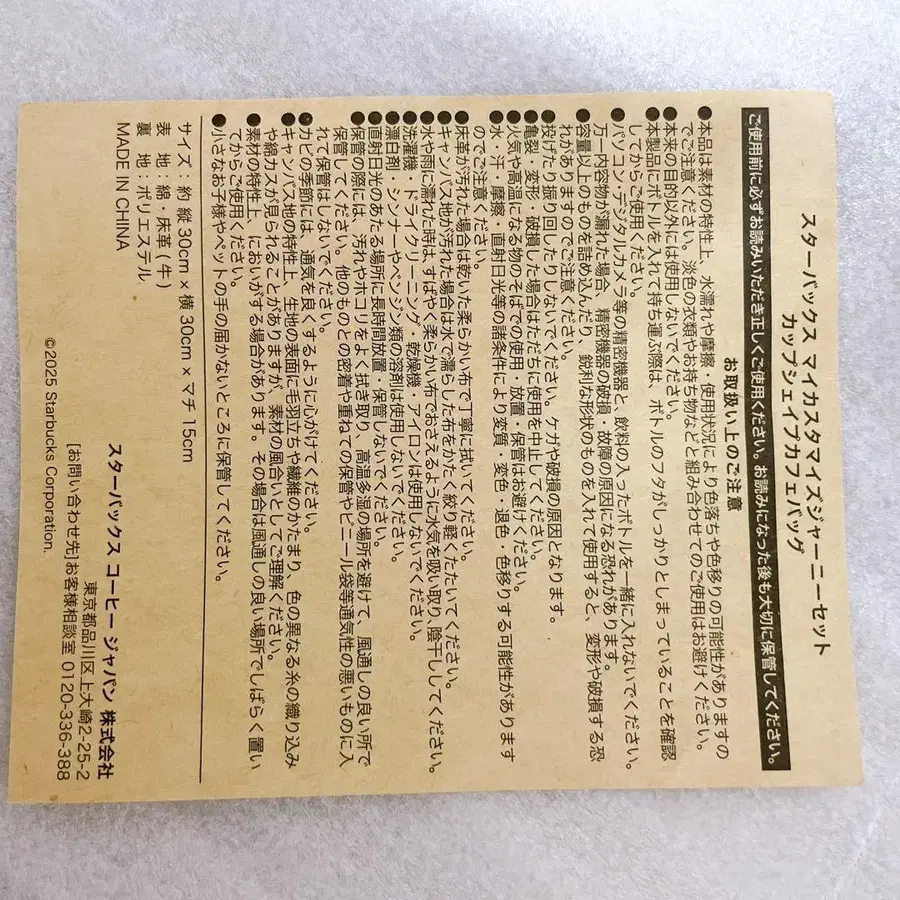 スターバックス マイカスタマイズジャーニーセット
カップシェイプカフェバッグ
ご使用前に必ずお読みいただき正しくご使用ください。お読みになった後も大切に保管してください。
お取扱い上のご注意
●本品は素材の特性上、水濡れや摩擦・使用状況により色落ちや色移りの可能性がありますの
でご注意ください。淡色の衣類やお持ち物などと組み合わせてのご使用はお避けください。
●本来の目的以外には使用しないでください。
●本製品にボトルを入れて持ち運ぶ際は、ボトルのフタがしっかりとしまっていることを確認
してからご使用ください。
●パソコン・デジタルカメラ等の精密機器と、飲料の入ったボトルを一緒に入れないでください。
万一内容物が漏れた場合、精密機器の破損・故障の原因になる恐れがあります。
●容量以上のものを詰め込んだり、鋭利な形状のものを入れて使用すると、変形や破損する恐
れがありますのでご注意ください。
●投げたり振り回したりしないでください。ケガや破損の原因となります。
●亀裂・変形・破損した場合はただちに使用を中止してください。
●火気や高温になる物のそばでの使用・放置・保管はお避けください。
●水・汗・摩擦・直射日光等の諸条件により変質・変色・退色・色移りする可能性があります
のでご注意ください。
●床革が汚れた場合は乾いた柔らかい布で丁寧に拭いてください。
●キャンバス地が汚れた場合は水で濡らした布をかたく絞り軽くたたいてください。
●水や雨に濡れた時は、すばやく柔らかい布でおさえるように水気を吸い取り、陰干ししてください。
●洗濯機・ドライクリーニング・乾燥機・アイロンは使用しないでください。
●漂白剤・シンナーやベンジン類の溶剤は使用しないでください。
●直射日光のあたる場所に長時間放置・保管しないでください。
●保管の際には、汚れやホコリをよく拭き取り、高温多湿の場所を避けて、風通しの良い所で
保管してください。他のものとの密着や重ねての保管やビニール袋等通気性の悪いものに入
れて保管はしないでください。
●カビの季節には、通気を良くするように心がけてください。
●キャンバス地の特性上、生地の表面に毛羽立ちや繊維のかたまり、色の異なる糸の織り込み
や綿カスが見られることがありますが、素材の風合いとしてご理解ください。
●素材の特性上、においがする場合があります。その場合は風通しの良い場所でしばらく置い
てからご使用ください。
●小さなお子様やペットの手の届かないところに保管してください。
サイズ：約 縦30cm × 横30cm × マチ 15cm
表 地：綿・床革(牛)
裏 地：ポリエステル
MADE IN CHINA
スターバックス コーヒー ジャパン 株式会社
東京都品川区上大崎2-25-2
[お問い合わせ先]お客様相談室 0120-336-388
©2025 Starbucks Corporation.